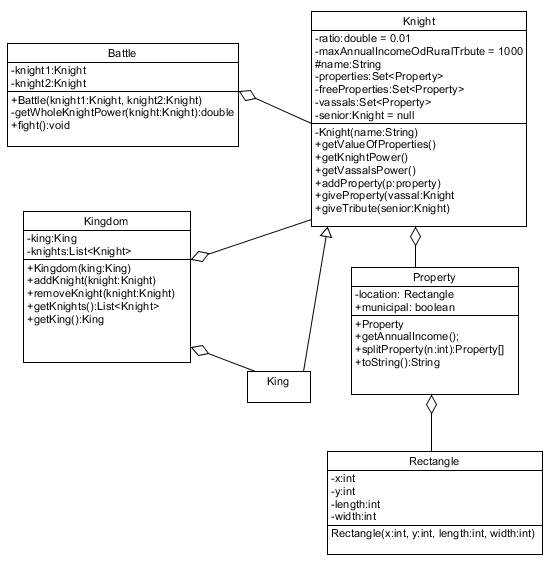 Battle
-knight1:Knight
-knight2:Knight
+Battle(knight1:Knight, knight2:Knight)
-getWholeKnightPower(knight:Knight):double
+fight():void
Knight
-ratio:double = 0.01
-maxAnnualIncomeOdRuralTrbute = 1000
#name:String
-properties:Set<Property>
-freeProperties:Set<Property>
-vassals:Set<Property>
-senior:Knight = null
-Knight(name:String)
+getValueOfProperties()
+getKnightPower()
+getVassalsPower()
+addProperty(p:property)
+giveProperty(vassal:Knight
+giveTribute(senior:Knight)
Kingdom
-king:King
-knights:List<Knight>
+Kingdom(king:King)
+addKnight(knight:Knight)
+removeKnight(knight:Knight)
+getKnights():List<Knight>
+getKing():King
King
Property
-location: Rectangle
+municipal: boolean
+Property
+getAnnualIncome();
+splitProperty(n:int):Property[]
+toString():String
Rectangle
-x:int
-y:int
-length:int
-width:int
Rectangle(x:int, y:int, length:int, width:int)